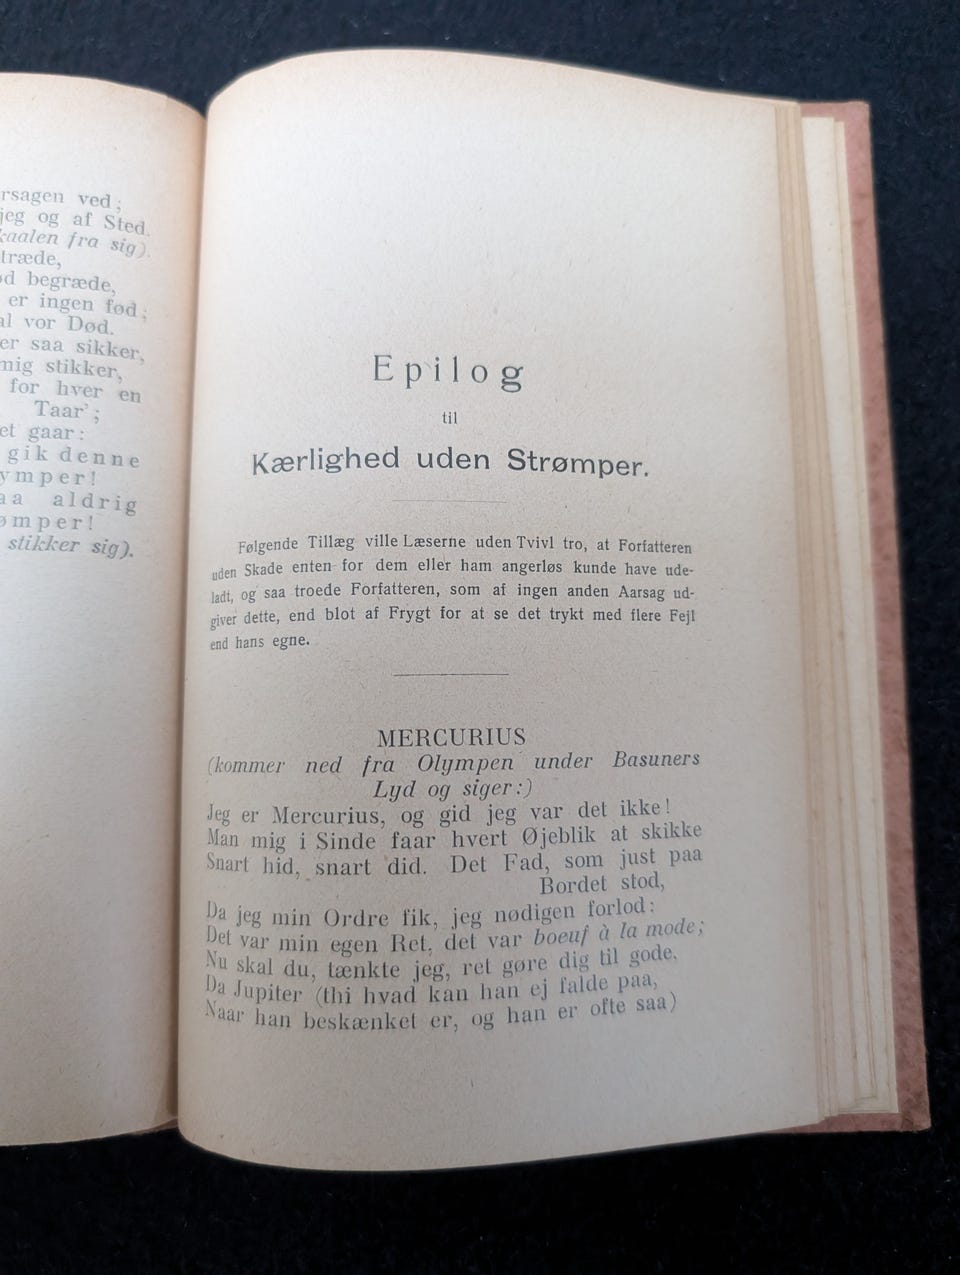 rsagen ved;
jeg og af Sted.
kaalen fra sig).
træde,
begræde,
er ingen fød;
vor Død.
er saa sikker,
mig stikker,
for hver en
Taar';
et gaar:
gik denne
ymper!
aa aldrig
ømper!
stikker sig).
Epilog
til
Kærlighed uden Strømper.
Følgende Tillæg ville Læserne uden Tvivl tro, at Forfatteren
uden Skade enten for dem eller ham angerløs kunde have ude-
ladt, og saa troede Forfatteren, som af ingen anden Aarsag ud-
giver dette, end blot af Frygt for at se det trykt med flere Fejl
end hans egne.
MERCURIUS
(kommer ned fra Olympen under Basuners
Lyd og siger:)
Jeg er Mercurius, og gid jeg var det ikke!
Man mig i Sinde faar hvert Øjeblik at skikke
Snart hid, snart did. Det Fad, som just paa
Bordet stod,
Da jeg min Ordre fik, jeg nødigen forlod:
Det var min egen Ret, det var boeuf à la mode;
Nu skal du, tænkte jeg, ret gøre dig til gode.
Da Jupiter (thi hvad kan han ej falde paa,
Naar han beskænket er, og han er ofte saa)